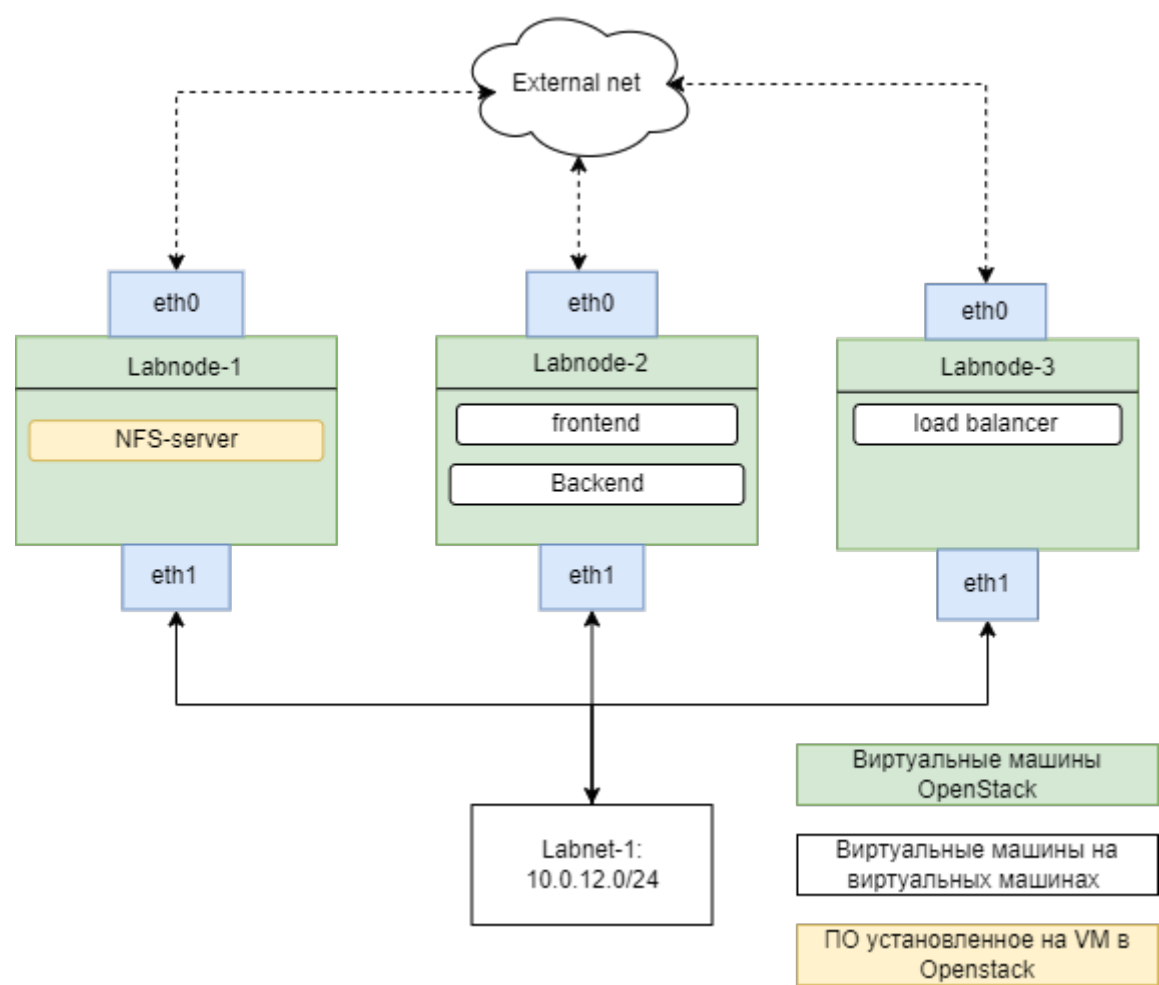 External net
eth0
eth0
eth0
Labnode-1
Labnode-2
Labnode-3
NFS-server
frontend
Backend
load balancer
eth1
eth1
eth1
Labnet-1:
10.0.12.0/24
Виртуальные машины
OpenStack
Виртуальные машины на
виртуальных машинах
ПО установленное на VM в
Openstack